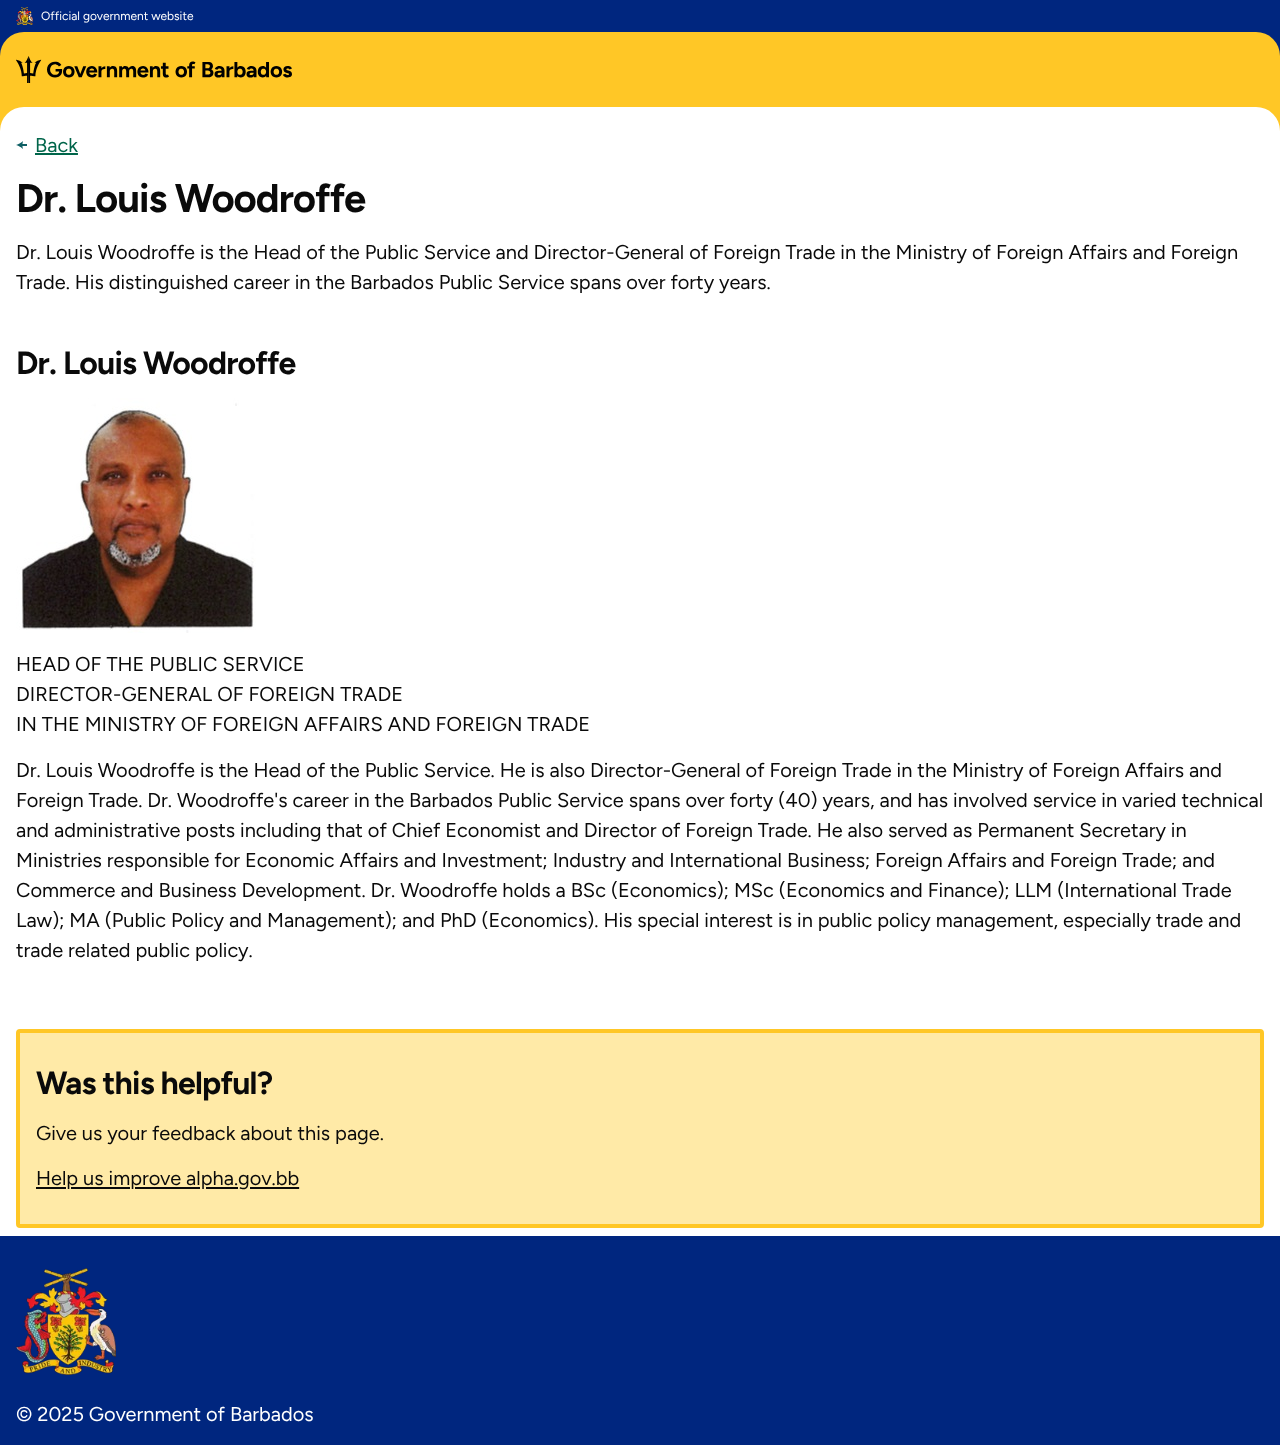 Official government website
Government of Barbados
Back
Dr. Louis Woodroffe
Dr. Louis Woodroffe is the Head of the Public Service and Director-General of Foreign Trade in the Ministry of Foreign Affairs and Foreign
Trade. His distinguished career in the Barbados Public Service spans over forty years.
Dr. Louis Woodroffe
HEAD OF THE PUBLIC SERVICE
DIRECTOR-GENERAL OF FOREIGN TRADE
IN THE MINISTRY OF FOREIGN AFFAIRS AND FOREIGN TRADE
Dr. Louis Woodroffe is the Head of the Public Service. He is also Director-General of Foreign Trade in the Ministry of Foreign Affairs and
Foreign Trade. Dr. Woodroffe's career in the Barbados Public Service spans over forty (40) years, and has involved service in varied technical
and administrative posts including that of Chief Economist and Director of Foreign Trade. He also served as Permanent Secretary in
Ministries responsible for Economic Affairs and Investment; Industry and International Business; Foreign Affairs and Foreign Trade; and
Commerce and Business Development. Dr. Woodroffe holds a BSc (Economics); MSc (Economics and Finance); LLM (International Trade
Law); MA (Public Policy and Management); and PhD (Economics). His special interest is in public policy management, especially trade and
trade related public policy.
Was this helpful?
Give us your feedback about this page.
Help us improve alpha.gov.bb
PRIDE AND INDUSTRY
© 2025 Government of Barbados